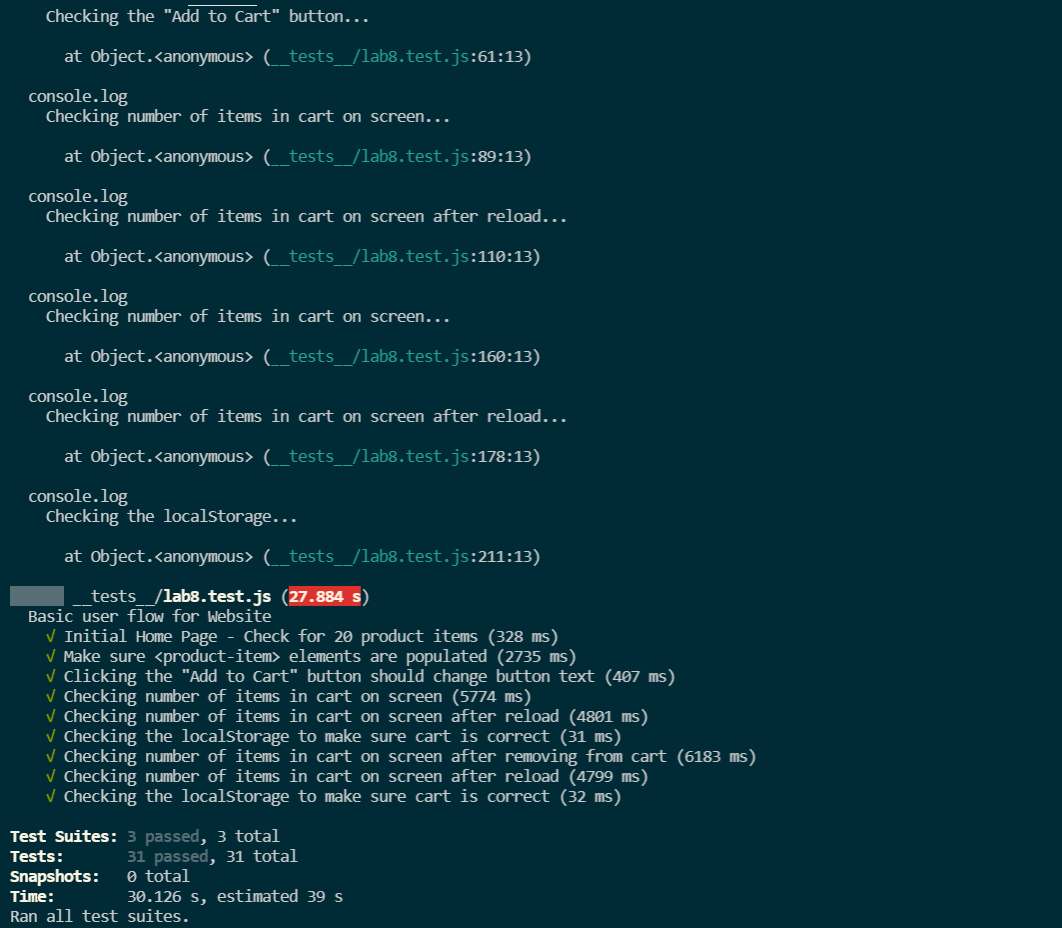 Checking the "Add to Cart" button...
at Object.<anonymous> (__tests__/lab8.test.js:61:13)
console.log
Checking number of items in cart on screen...
at Object.<anonymous> (__tests__/lab8.test.js:89:13)
console.log
Checking number of items in cart on screen after reload...
at Object.<anonymous> (__tests__/lab8.test.js:110:13)
console.log
Checking number of items in cart on screen...
at Object.<anonymous> (__tests__/lab8.test.js:160:13)
console.log
Checking number of items in cart on screen after reload...
at Object.<anonymous> (__tests__/lab8.test.js:178:13)
console.log
Checking the localStorage...
at Object.<anonymous> (__tests__/lab8.test.js:211:13)
__tests__/lab8.test.js (27.884 s)
Basic user flow for Website
√ Initial Home Page - Check for 20 product items (328 ms)
√ Make sure <product-item> elements are populated (2735 ms)
√ Clicking the "Add to Cart" button should change button text (407 ms)
√ Checking number of items in cart on screen (5774 ms)
√ Checking number of items in cart on screen after reload (4801 ms)
√ Checking the localStorage to make sure cart is correct (31 ms)
√ Checking number of items in cart on screen after removing from cart (6183 ms)
√ Checking number of items in cart on screen after reload (4799 ms)
√ Checking the localStorage to make sure cart is correct (32 ms)
Test Suites: 3 passed, 3 total
Tests: 31 passed, 31 total
Snapshots: 0 total
Time: 30.126 s, estimated 39 s
Ran all test suites.